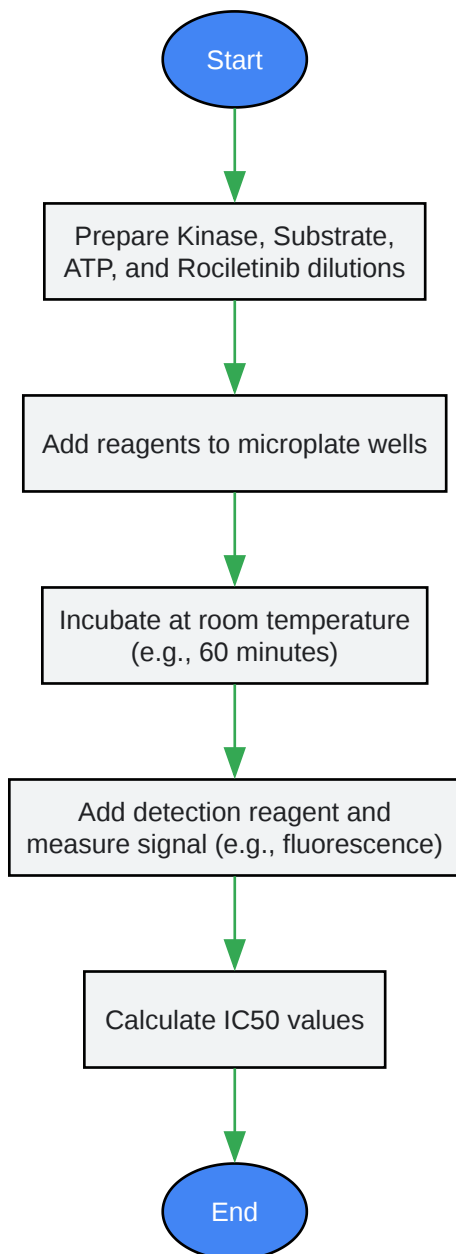 Start
Prepare Kinase, Substrate,
ATP, and Rociletinib dilutions
Add reagents to microplate wells
Incubate at room temperature
(e.g., 60 minutes)
Add detection reagent and
measure signal (e.g., fluorescence)
Calculate IC50 values
End